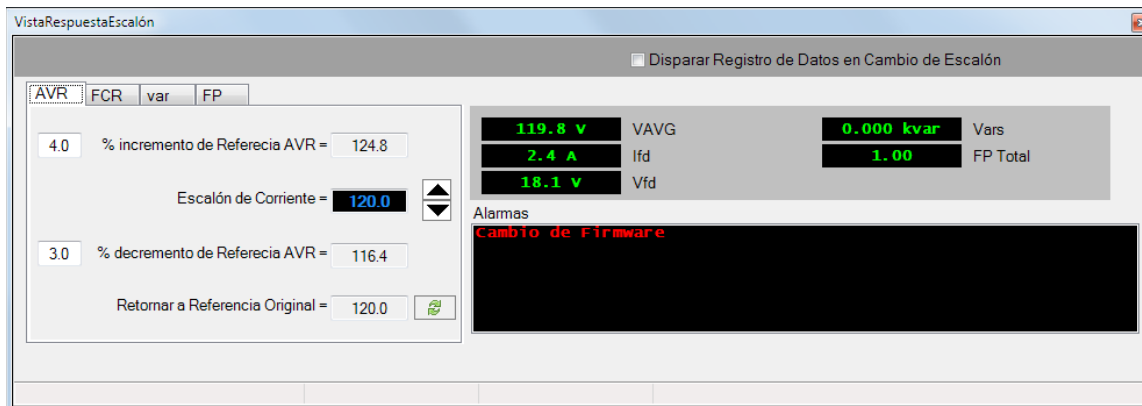 VistaRespuestaEscalón
Disparar Registro de Datos en Cambio de Escalón
AVR FCR var FP
4.0 % incremento de Referecia AVR = 124.8
Escalón de Corriente = 120.0
3.0 % decremento de Referecia AVR = 116.4
Retornar a Referencia Original = 120.0
119.8 V VAVG 0.000 kvar Vars
2.4 A Ifd 1.00 FP Total
18.1 V Vfd
Alarmas
Cambio de Firmware